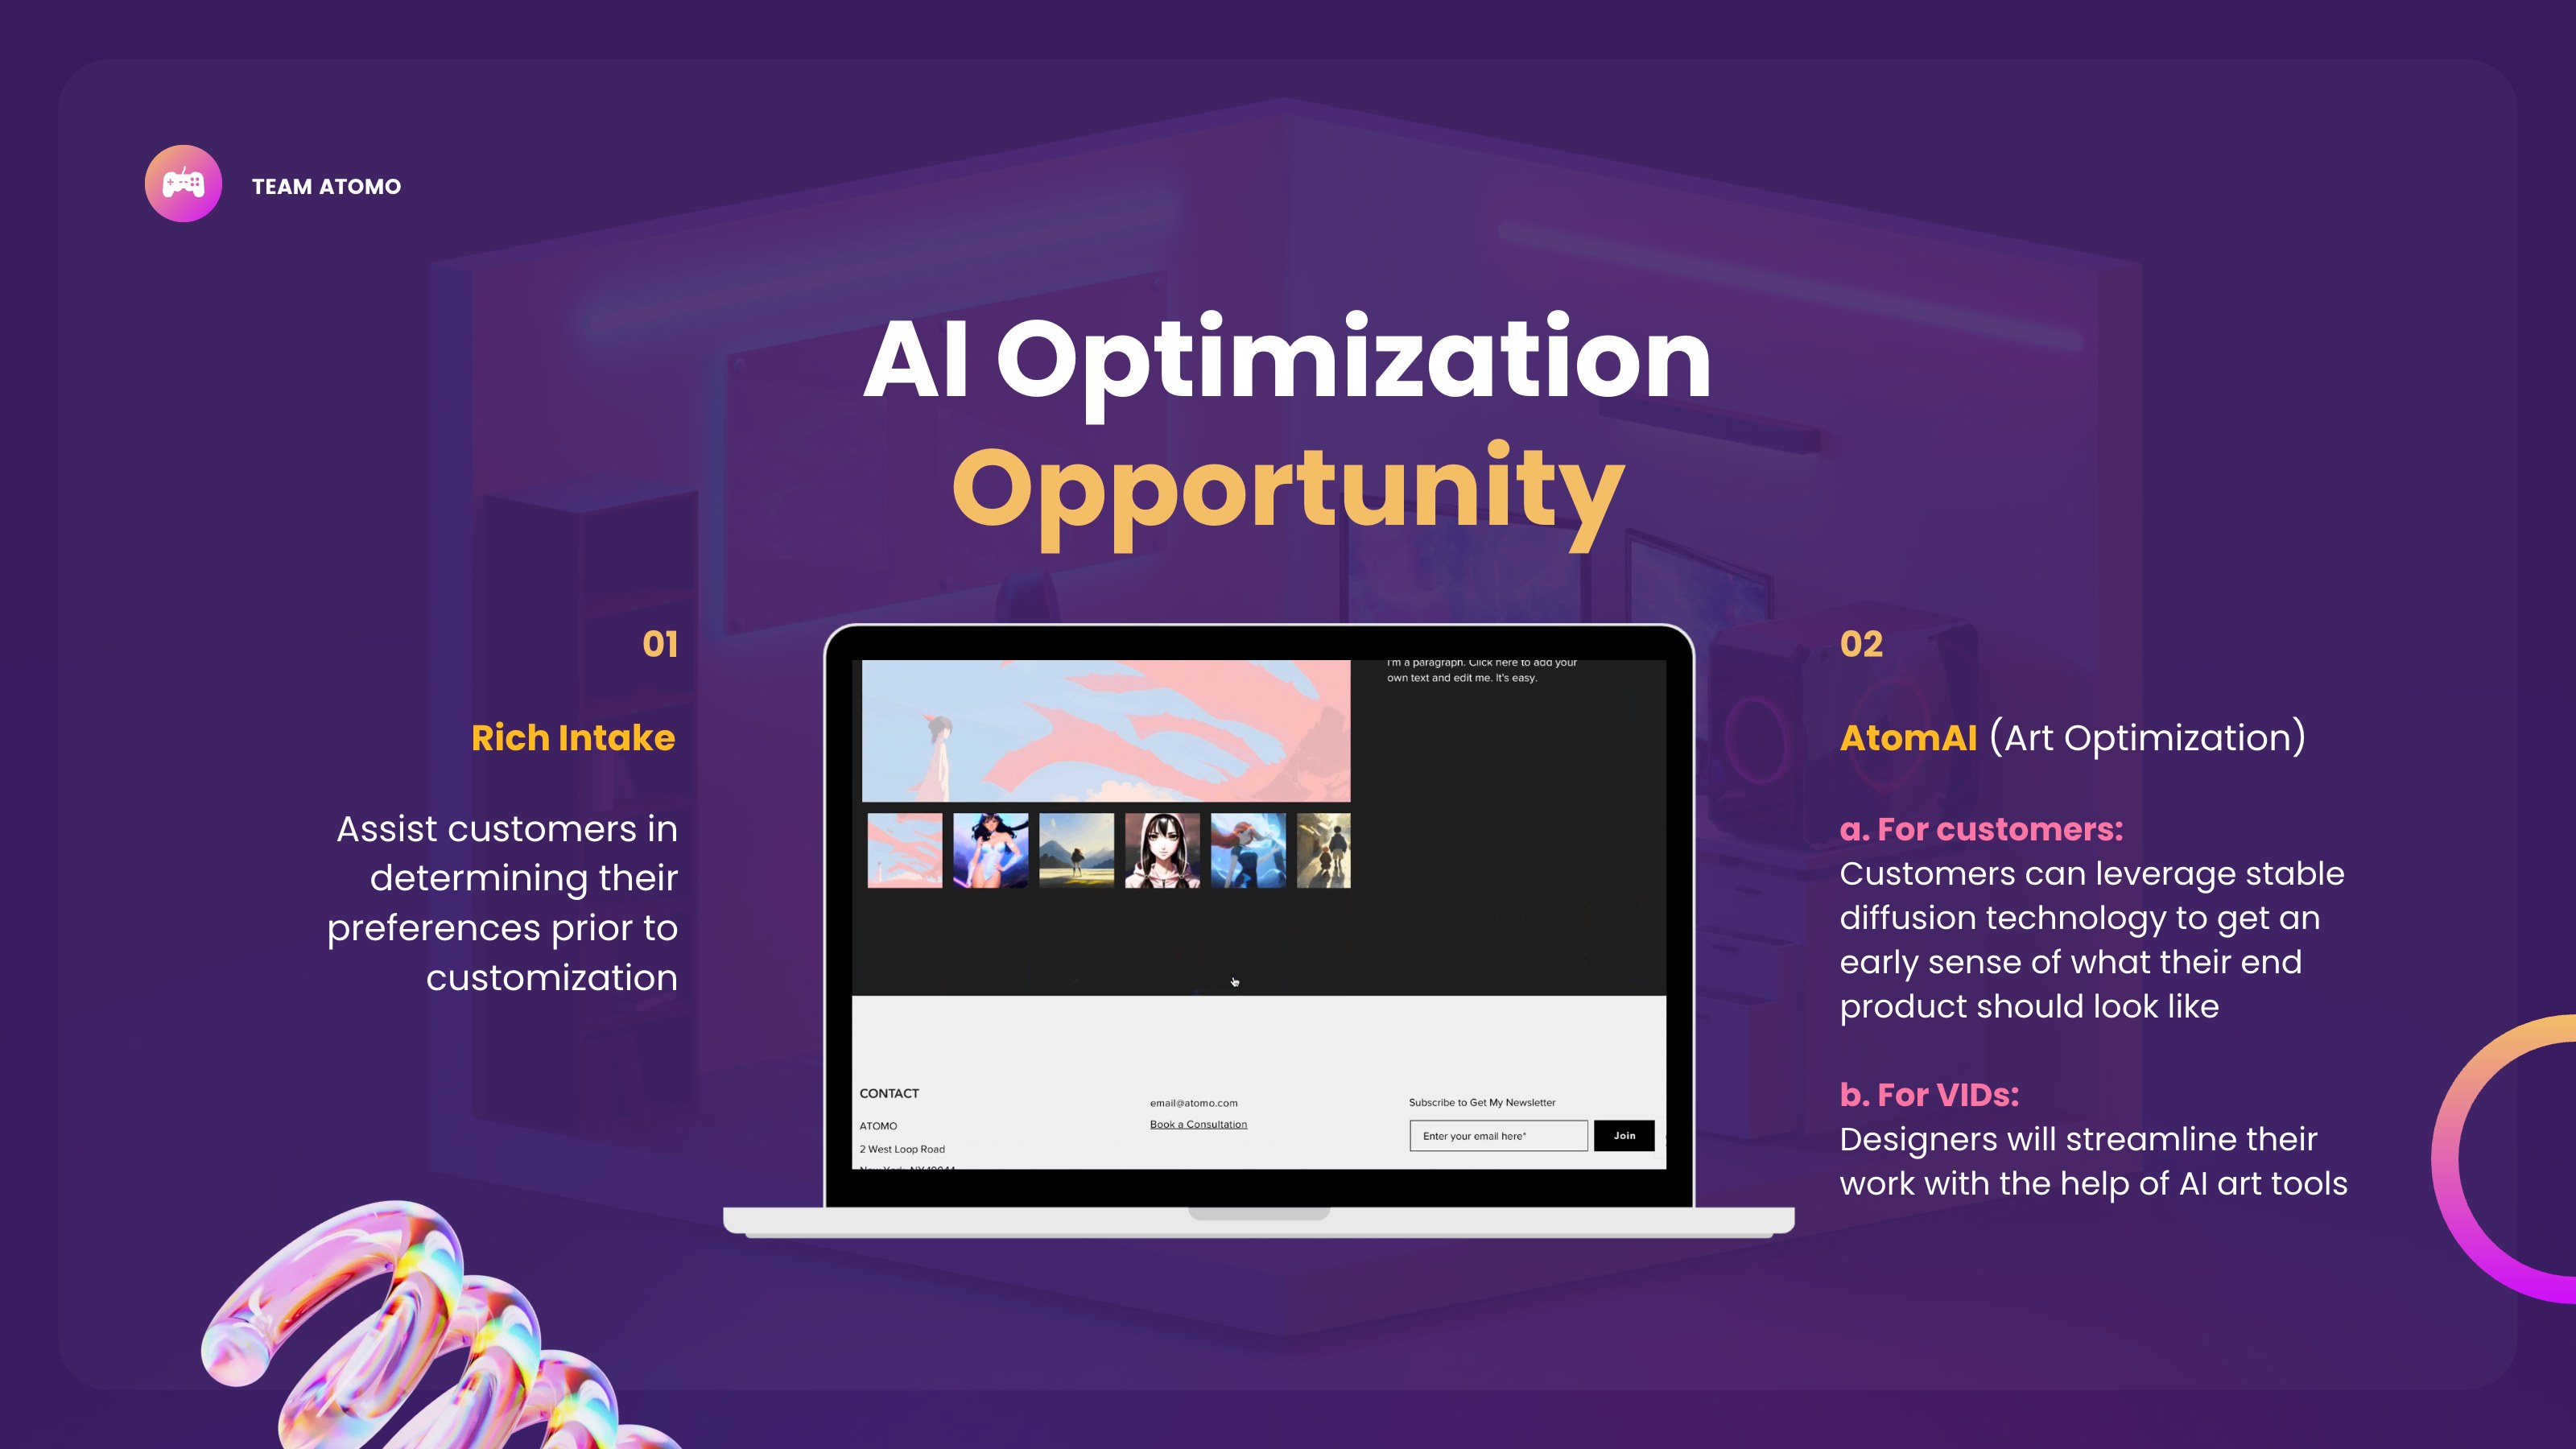 TEAM ATOMO
AI Optimization
Opportunity
01
Rich Intake
Assist customers in
determining their
preferences prior to
customization
I'm a paragraph. Click here to add your
own text and edit me. It's easy.
CONTACT
ATOMO
2 West Loop Road
email@atomo.com
Book a Consultation
Subscribe to Get My Newsletter
Enter your email here*
Join
02
AtomAI (Art Optimization)
a. For customers:
Customers can leverage stable
diffusion technology to get an
early sense of what their end
product should look like
b. For VIDs:
Designers will streamline their
work with the help of AI art tools